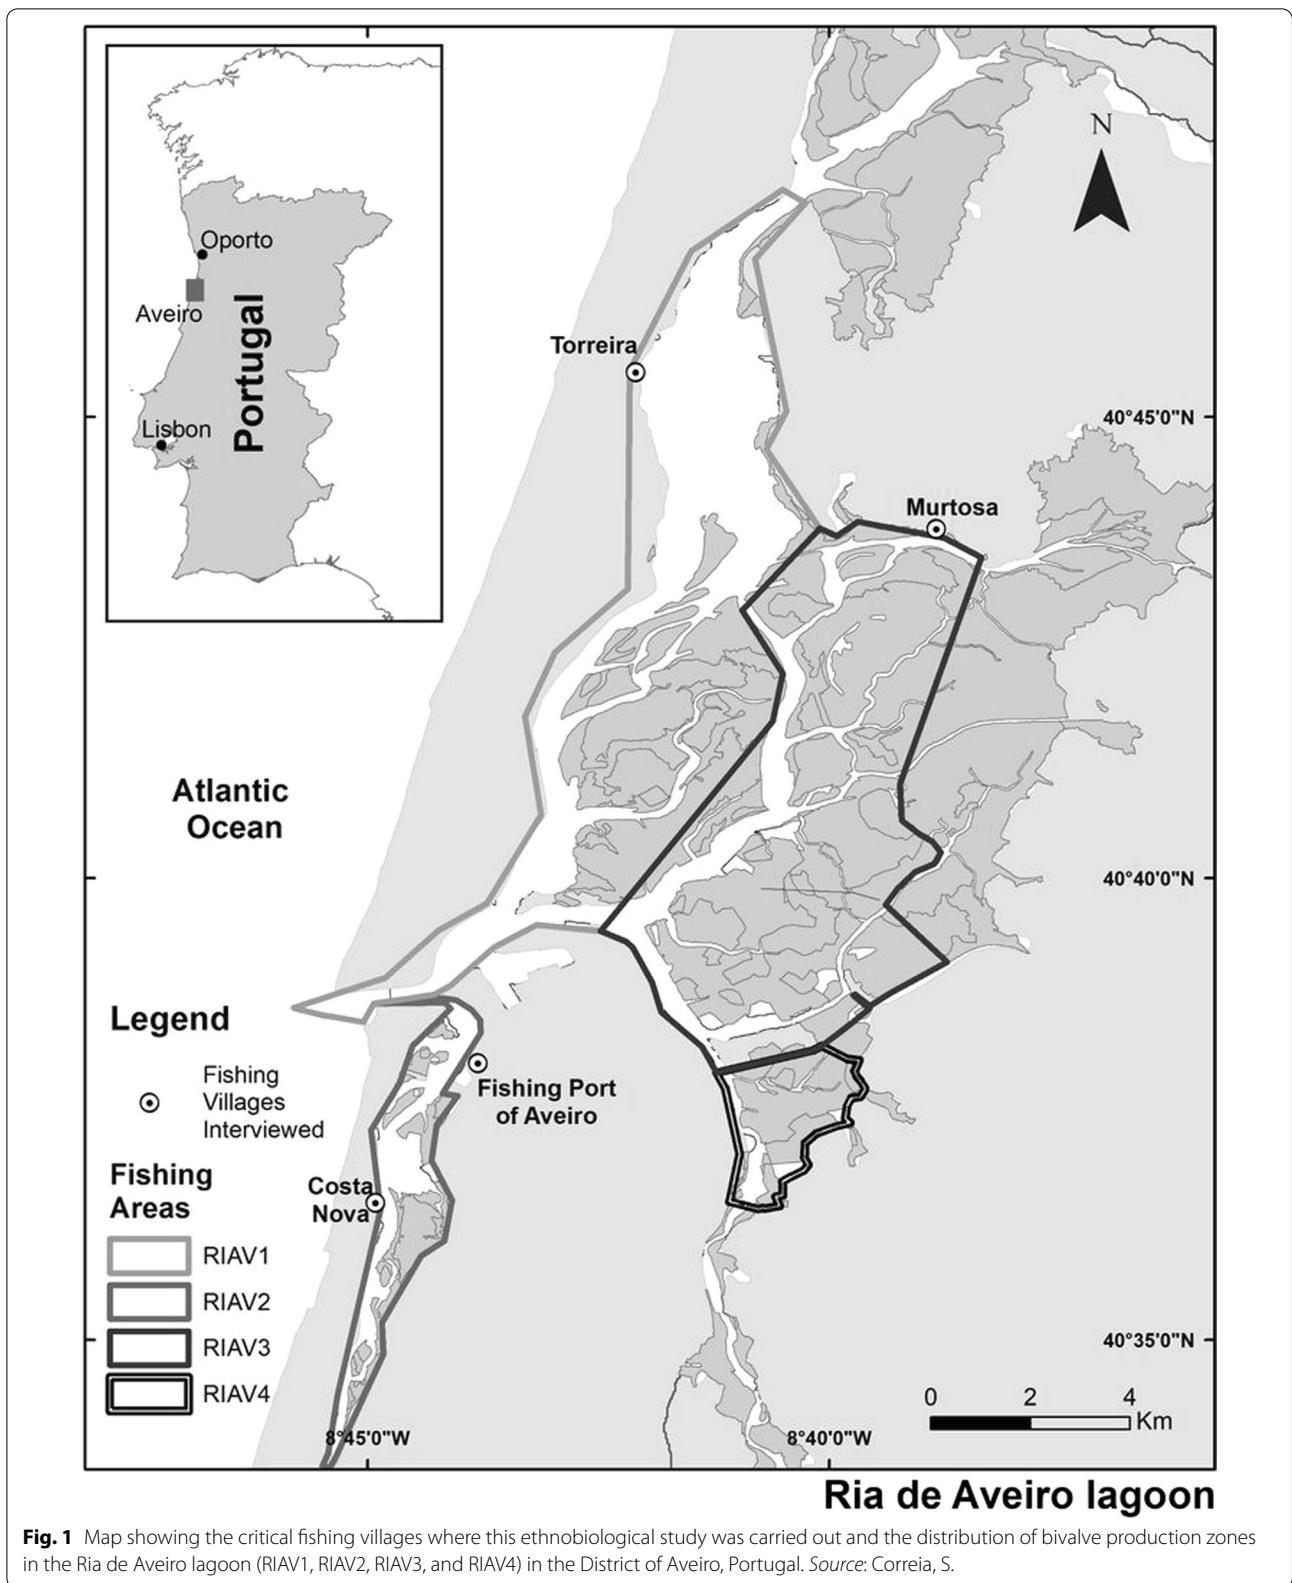 Oporto
Aveiro
Portugal
Lisbon
N
Torreira
40°45'0"N
Murtosa
Atlantic
Ocean
40°40'0"N
Legend
Fishing
Villages
Interviewed
Fishing Port
of Aveiro
Fishing
Areas
Costa
Nova
RIAV1
RIAV2
RIAV3
RIAV4
40°35'0"N
0 2 4
Km
8°45'0"W
8°40'0"W
Ria de Aveiro lagoon
Fig. 1 Map showing the critical fishing villages where this ethnobiological study was carried out and the distribution of bivalve production zones
in the Ria de Aveiro lagoon (RIAV1, RIAV2, RIAV3, and RIAV4) in the District of Aveiro, Portugal. Source: Correia, S.